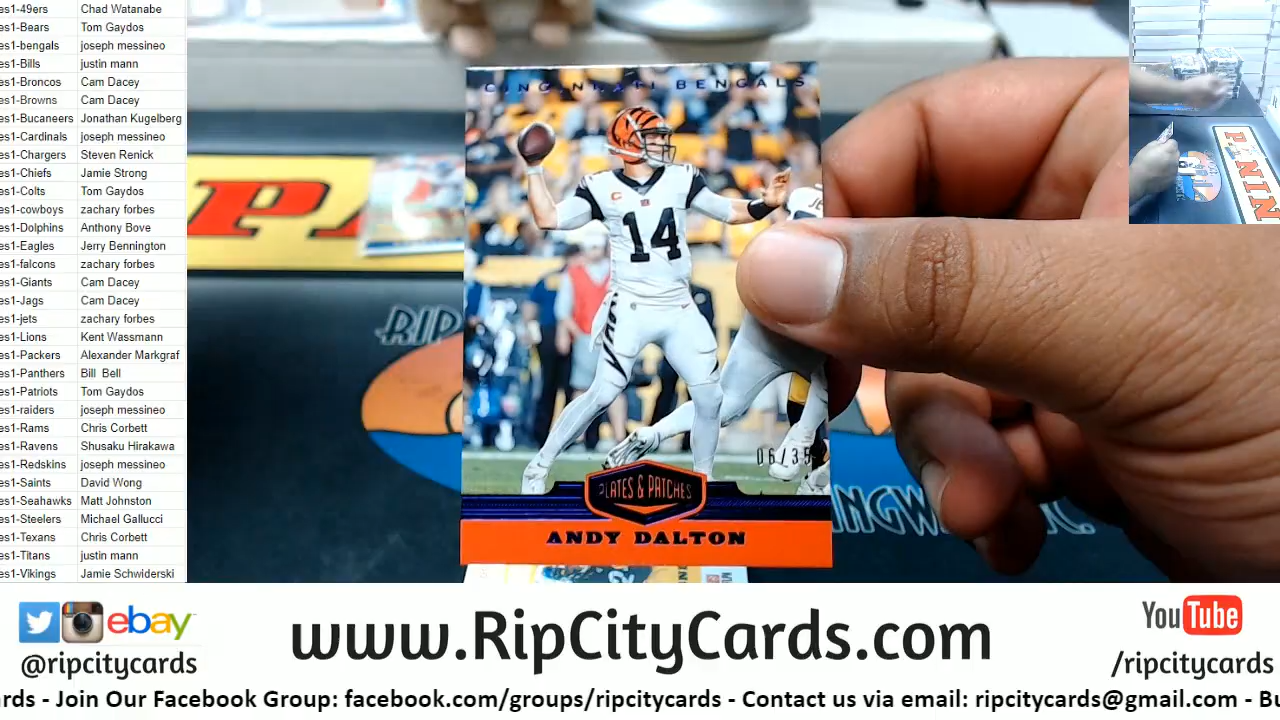 es1-49ers Chad Watanabe
es1-Bears Tom Gaydos
es1-bengals joseph messineo
es1-Bills justin mann
es1-Broncos Cam Dacey
es1-Browns Cam Dacey
es1-Bucaneers Jonathan Kugelberg
es1-Cardinals joseph messineo
es1-Chargers Steven Renick
es1-Chiefs Jamie Strong
es1-Colts Tom Gaydos
es1-cowboys zachary forbes
es1-Dolphins Anthony Bove
es1-Eagles Jerry Bennington
es1-falcons zachary forbes
es1-Giants Cam Dacey
es1-Jags Cam Dacey
es1-jets zachary forbes
es1-Lions Kent Wassmann
es1-Packers Alexander Markgraf
es1-Panthers Bill Bell
es1-Patriots Tom Gaydos
es1-raiders joseph messineo
es1-Rams Chris Corbett
es1-Ravens Shusaku Hirakawa
es1-Redskins joseph messineo
es1-Saints David Wong
es1-Seahawks Matt Johnston
es1-Steelers Michael Gallucci
es1-Texans Chris Corbett
es1-Titans justin mann
es1-Vikings Jamie Schwiderski
CINCINNATI BENGALS
C
14
06/35
PLATES & PATCHES
ANDY DALTON
PA
RIP
INGW
C.
PANIN
ebay
@ripcitycards
www.RipCityCards.com
YouTube
/ripcitycards
ards - Join Our Facebook Group: facebook.com/groups/ripcitycards - Contact us via email: ripcitycards@gmail.com - Bu